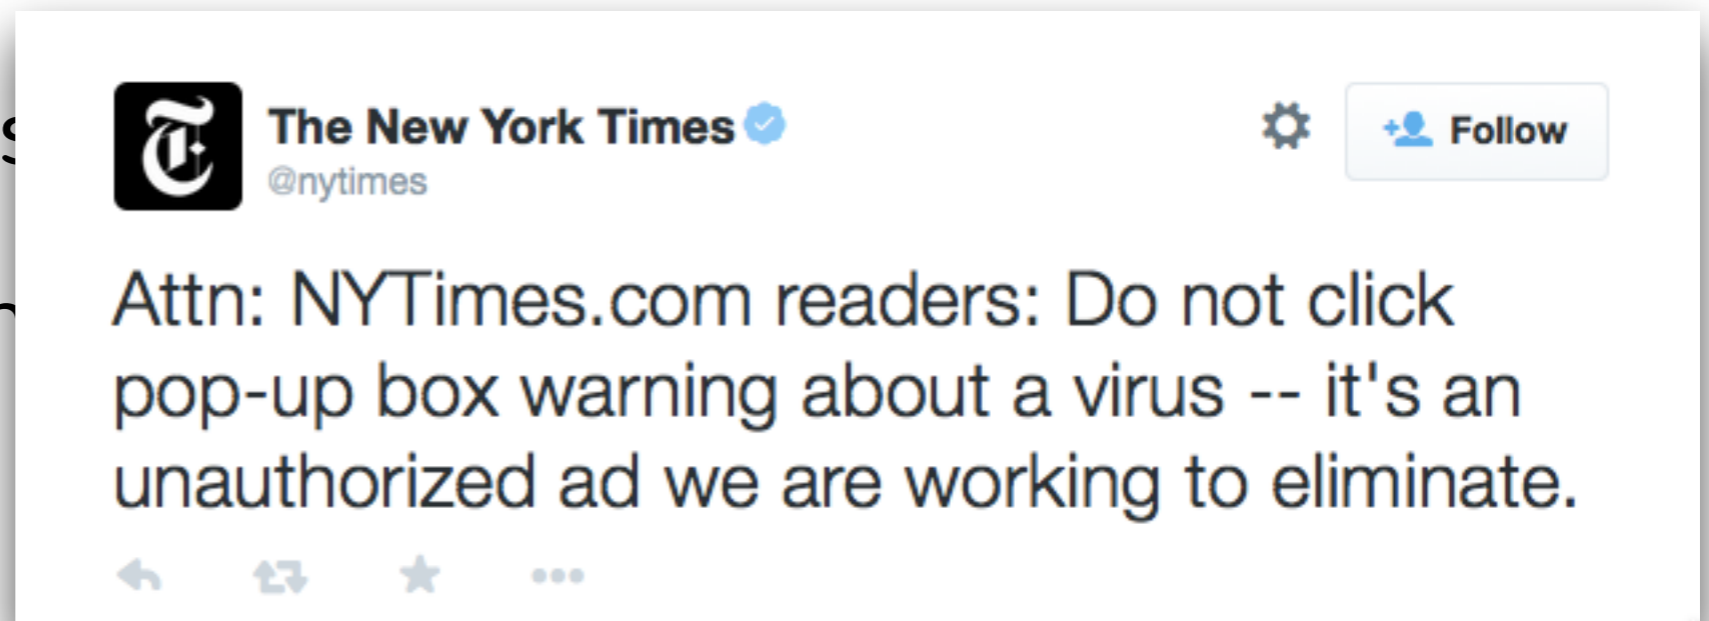 The New York Times
@nytimes
Follow
Attn: NYTimes.com readers: Do not click
pop-up box warning about a virus -- it's an
unauthorized ad we are working to eliminate.